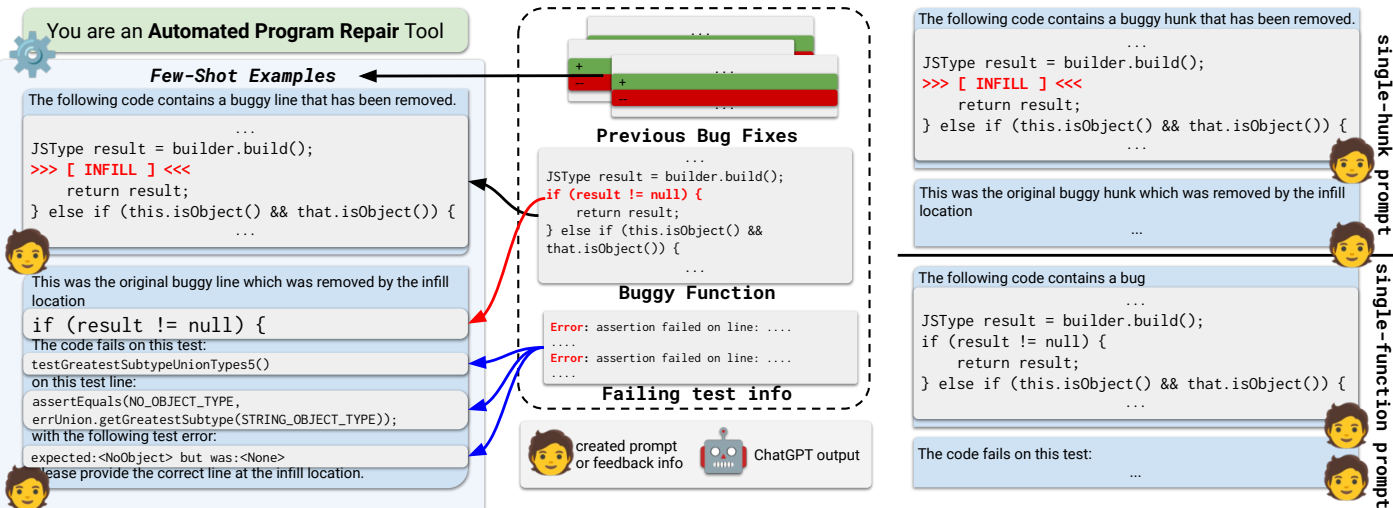 You are an Automated Program Repair Tool
Few-Shot Examples
The following code contains a buggy line that has been removed.
...
JSType result = builder.build();
>>> [ INFILL ] <<<
return result;
} else if (this.isObject() && that.isObject()) {
...
This was the original buggy line which was removed by the infill
location
if (result != null) {
The code fails on this test:
testGreatestSubtypeUnionTypes5()
on this test line:
assertEquals(NO_OBJECT_TYPE,
errUnion.getGreatestSubtype(STRING_OBJECT_TYPE));
with the following test error:
expected:<NoObject> but was:<None>
Please provide the correct line at the infill location.
...
...
+
--
...
+
--
...
Previous Bug Fixes
...
JSType result = builder.build();
if (result != null) {
return result;
} else if (this.isObject() &&
that.isObject()) {
...
Buggy Function
Error: assertion failed on line: ....
....
Error: assertion failed on line: ....
....
Failing test info
created prompt
or feedback info
ChatGPT output
The following code contains a buggy hunk that has been removed.
...
JSType result = builder.build();
>>> [ INFILL ] <<<
return result;
} else if (this.isObject() && that.isObject()) {
...
This was the original buggy hunk which was removed by the infill
location
...
single-hunk prompt
The following code contains a bug
...
JSType result = builder.build();
if (result != null) {
return result;
} else if (this.isObject() && that.isObject()) {
...
The code fails on this test:
...
single-function prompt